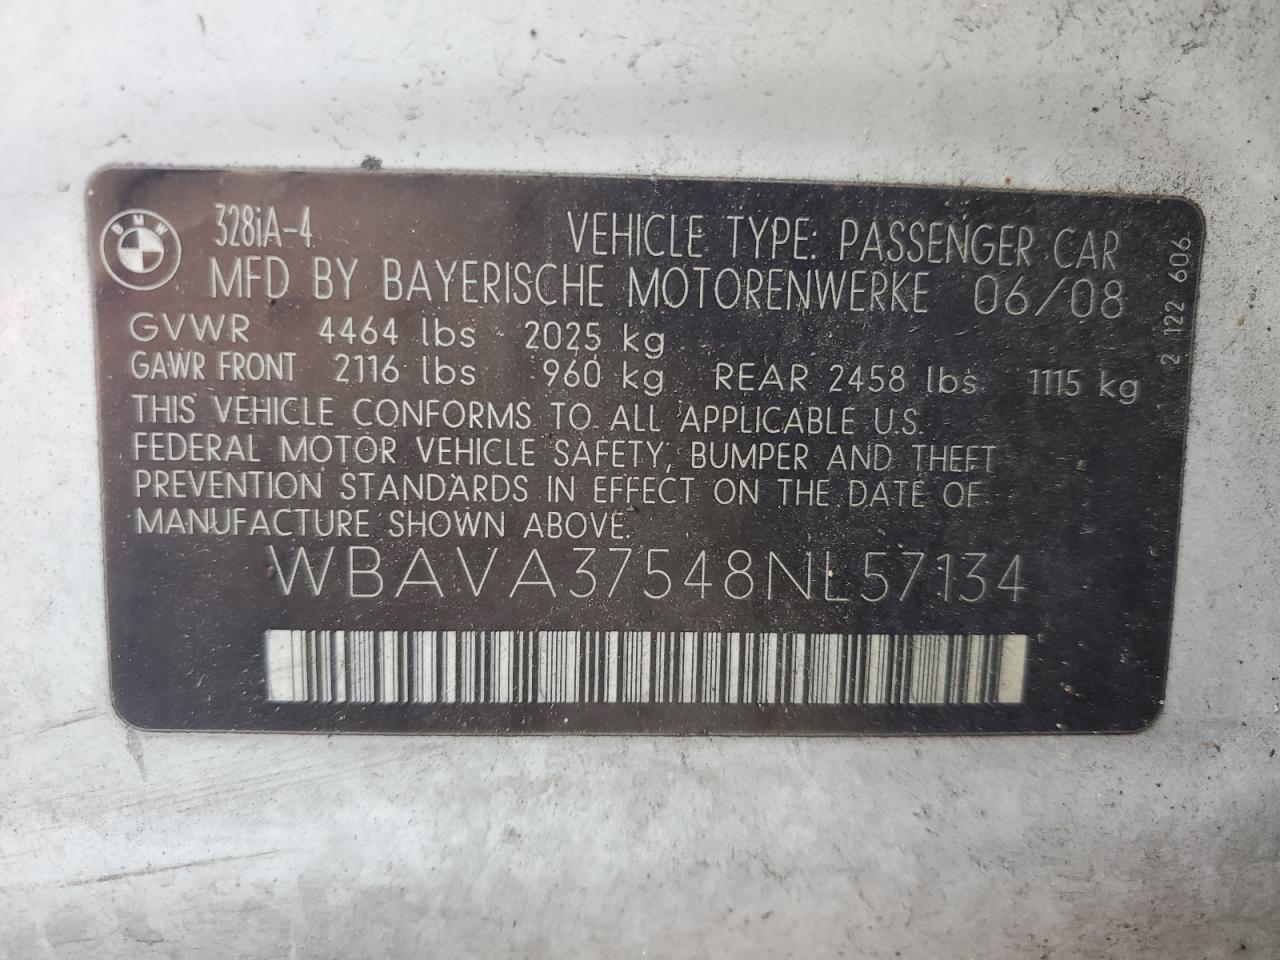 BMW
328iA-4 VEHICLE TYPE: PASSENGER CAR
MFD BY BAYERISCHE MOTORENWERKE 06/08
GVWR 4464 lbs 2025 kg
GAWR FRONT 2116 lbs 960 kg REAR 2458 lbs 1115 kg
THIS VEHICLE CONFORMS TO ALL APPLICABLE U.S.
FEDERAL MOTOR VEHICLE SAFETY, BUMPER AND THEFT
PREVENTION STANDARDS IN EFFECT ON THE DATE OF
MANUFACTURE SHOWN ABOVE.
WBAVA37548NL57134
2 122 606